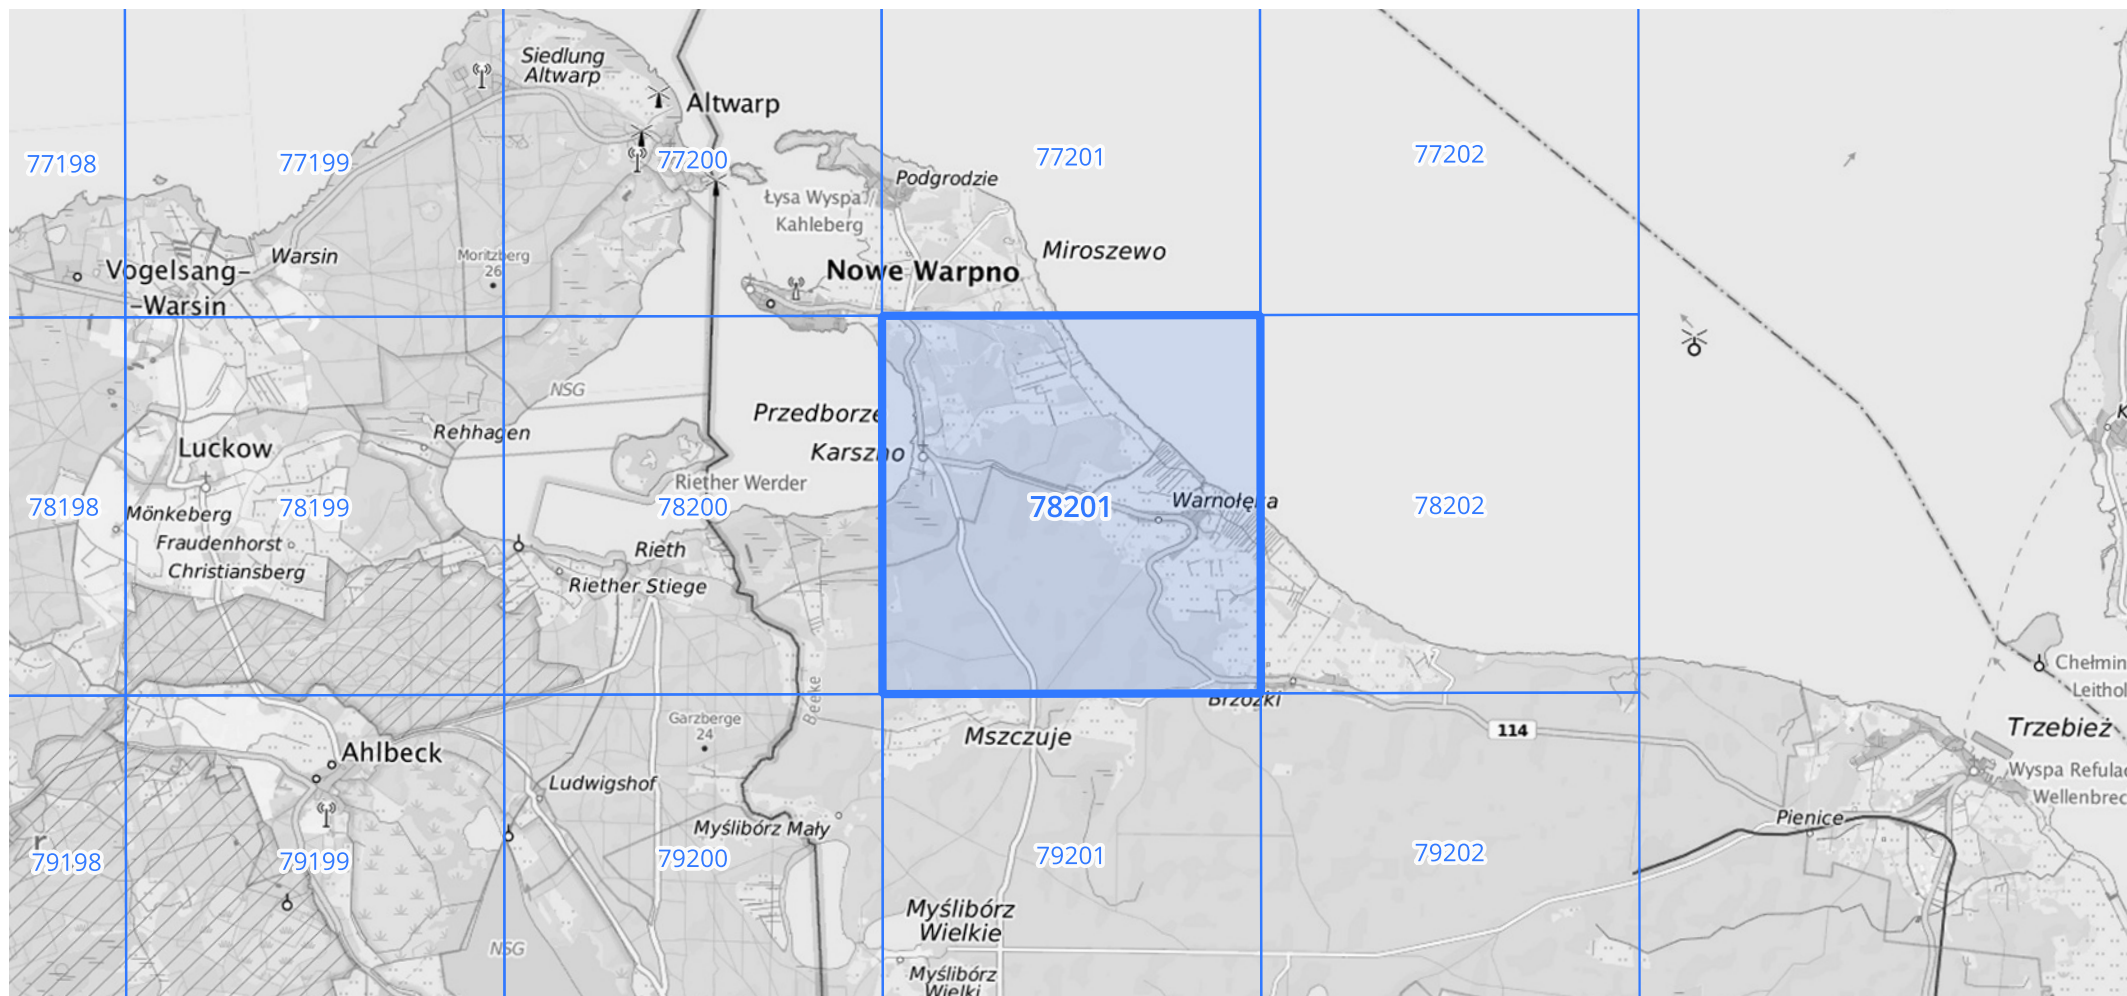 Siedlung
Altwarp
Altwarp
77198
77199
77200
77201
77202
Podgrodzie
Łysa Wyspa
Kahleberg
Warsin
Moritzberg
26
Miroszewo
Vogelsang-
-Warsin
Nowe Warpno
NSG
Przedborze
Rehhagen
Luckow
Karszno
Riether Werder
78198
Mönkeberg
78199
78200
78201
Warnołęka
78202
Fraudenhorst
Rieth
Christiansberg
Riether Stiege
Chełmin
Leithol
Beeke
Brzózki
Garzberge
24
114
Trzebież
Mszczuje
Ahlbeck
Wyspa Refulac
Wellenbrec
Ludwigshof
Pienice
Myślibórz Mały
r
79198
79199
79200
79201
79202
Myślibórz
Wielkie
NSG
Myślibórz
Wielki
K